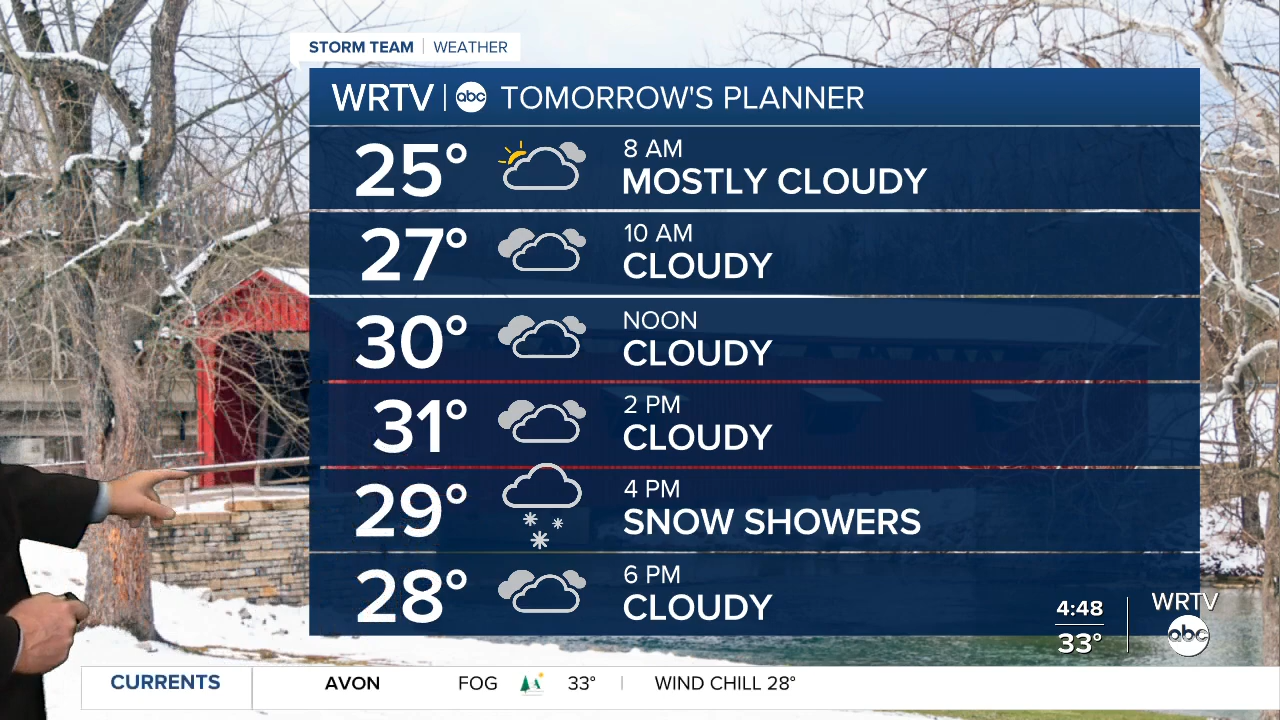 STORM TEAM | WEATHER
WRTV | abc TOMORROW'S PLANNER
25° 8 AM
MOSTLY CLOUDY
27° 10 AM
CLOUDY
30° NOON
CLOUDY
31° 2 PM
CLOUDY
29° 4 PM
SNOW SHOWERS
28° 6 PM
CLOUDY
4:48
33°
WRTV
abc
CURRENTS AVON FOG 33° | WIND CHILL 28°